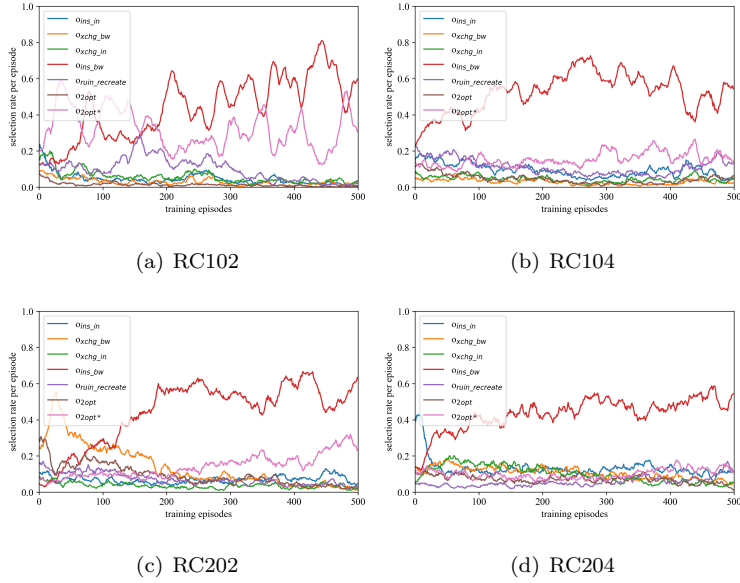 1.0
0.8
0.6
0.4
0.2
0.0
selection rate per episode
o_ins_in
o_xchg_bw
o_xchg_in
o_ins_bw
o_ruin_recreate
o_2opt
o_2opt*
0 100 200 300 400 500
training episodes
(a) RC102
1.0
0.8
0.6
0.4
0.2
0.0
selection rate per episode
o_ins_in
o_xchg_bw
o_xchg_in
o_ins_bw
o_ruin_recreate
o_2opt
o_2opt*
0 100 200 300 400 500
training episodes
(b) RC104
1.0
0.8
0.6
0.4
0.2
0.0
selection rate per episode
o_ins_in
o_xchg_bw
o_xchg_in
o_ins_bw
o_ruin_recreate
o_2opt
o_2opt*
0 100 200 300 400 500
training episodes
(c) RC202
1.0
0.8
0.6
0.4
0.2
0.0
selection rate per episode
o_ins_in
o_xchg_bw
o_xchg_in
o_ins_bw
o_ruin_recreate
o_2opt
o_2opt*
0 100 200 300 400 500
training episodes
(d) RC204